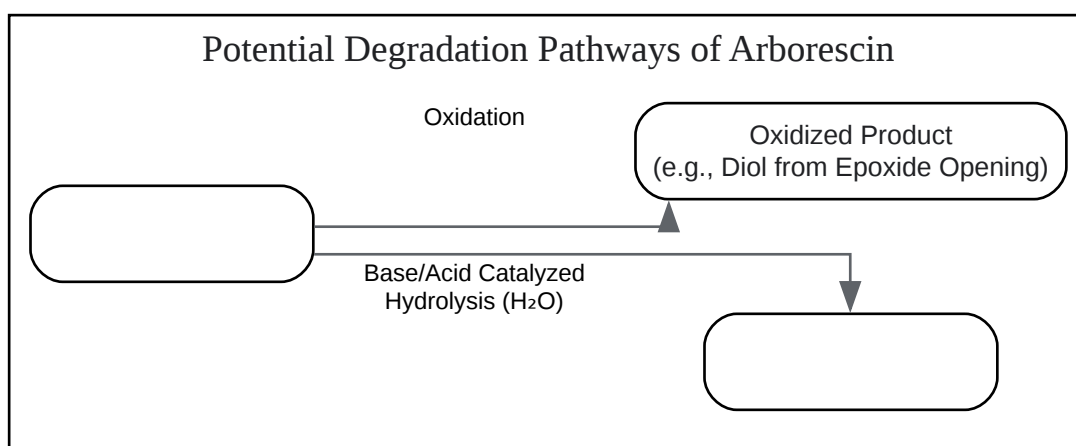 Potential Degradation Pathways of Arborescin
Oxidation
Oxidized Product
(e.g., Diol from Epoxide Opening)
Base/Acid Catalyzed
Hydrolysis (H₂O)